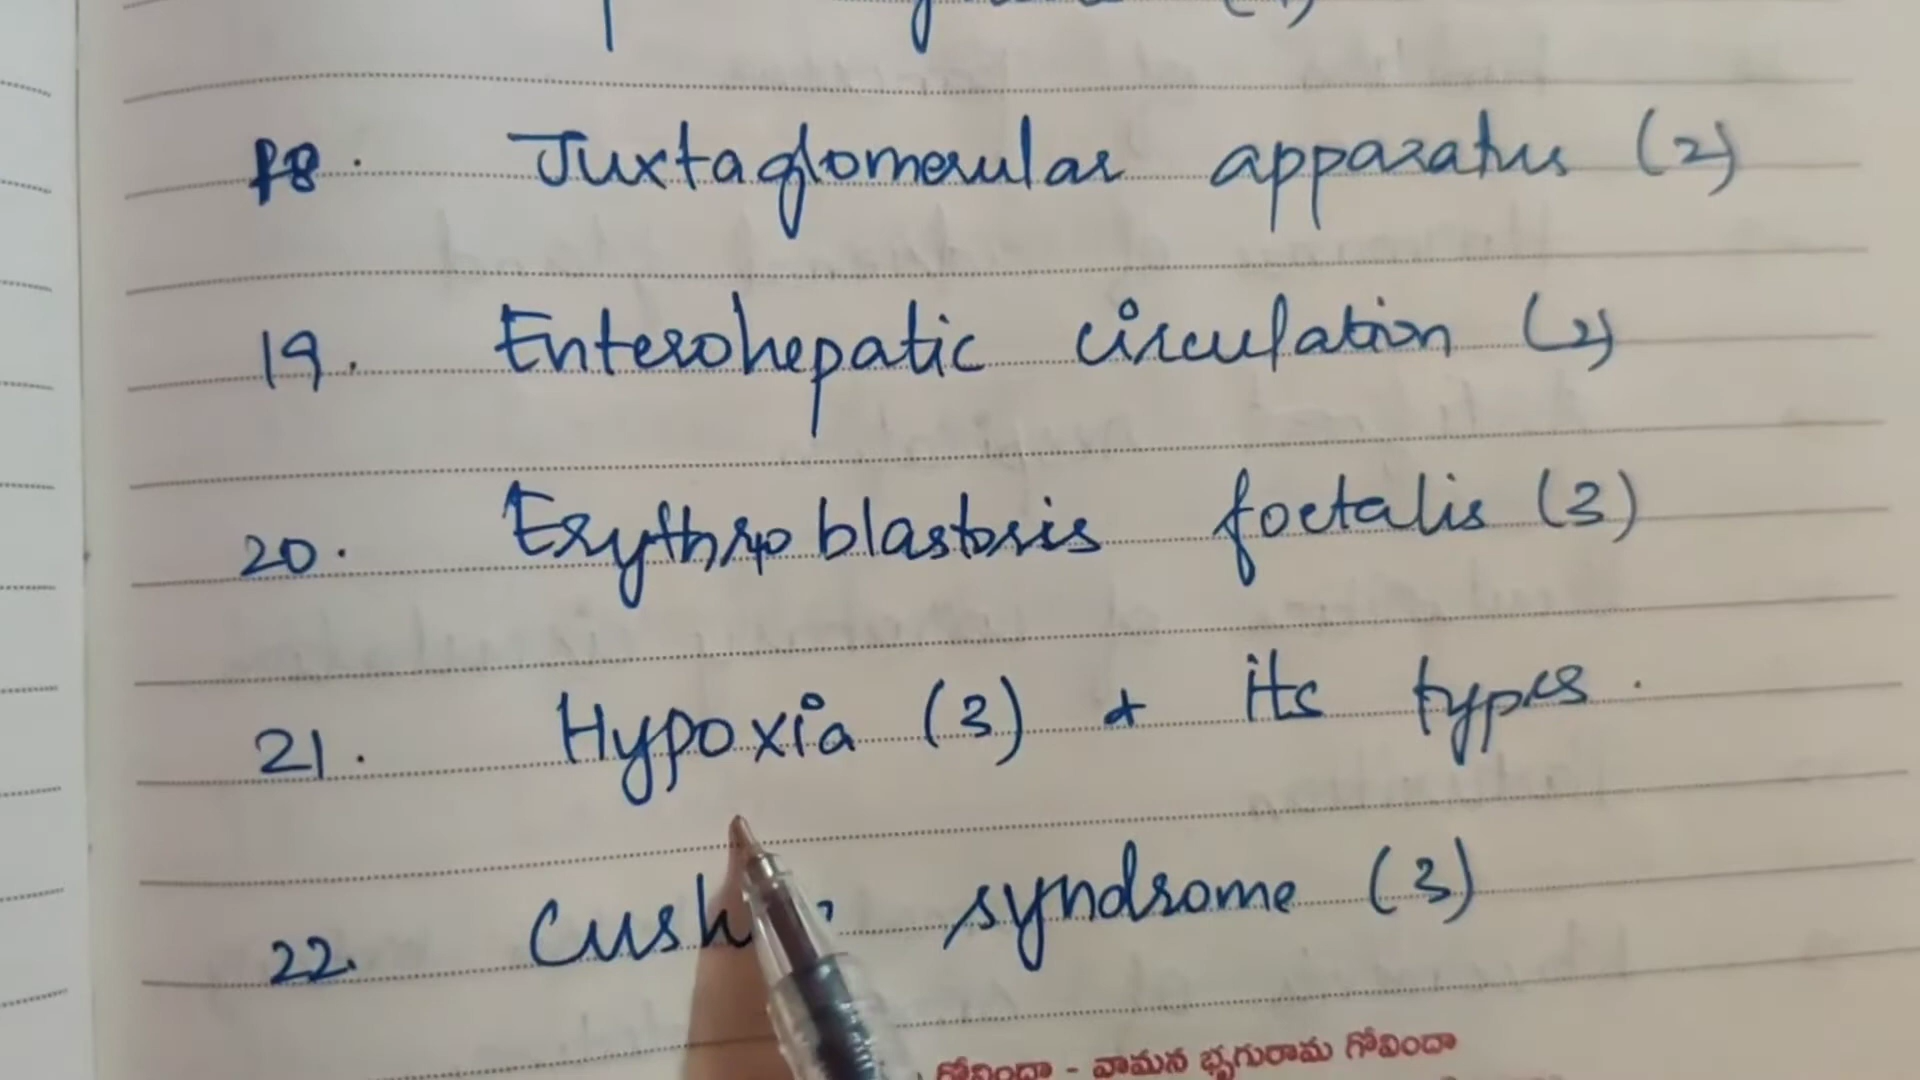 18. Juxtaglomerular apparatus (2)
19. Enterohepatic circulation (2)
20. Erythroblastosis foetalis (3)
21. Hypoxia (3) & its types.
22. syndrome (3)
గోవిందా - వామన భృగురామ గోవిందా